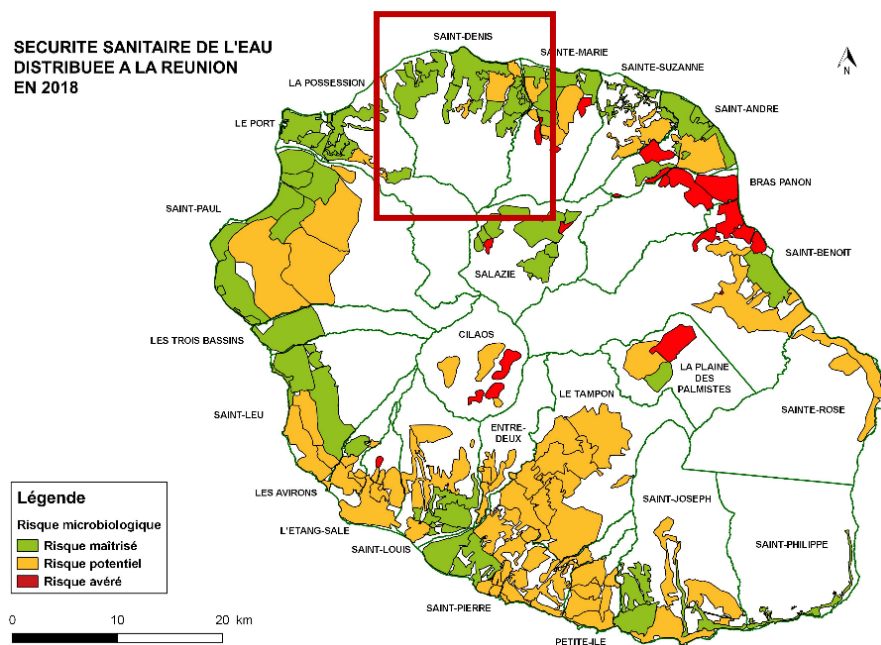 SECURITE SANITAIRE DE L'EAU
DISTRIBUEE A LA REUNION
EN 2018
SAINT-DENIS
SAINTE-MARIE
SAINTE-SUZANNE
LA POSSESSION
N
LE PORT
SAINT-ANDRE
BRAS PANON
SAINT-PAUL
SAINT-BENOIT
SALAZIE
LES TROIS BASSINS
CILAOS
LA PLAINE
DES
PALMISTES
SAINT-LEU
LE TAMPON
SAINTE-ROSE
ENTRE-
DEUX
LES AVIRONS
SAINT-JOSEPH
L'ETANG-SALE
SAINT-PHILIPPE
SAINT-LOUIS
SAINT-PIERRE
PETITE-ILE
Légende
Risque microbiologique
Risque maîtrisé
Risque potentiel
Risque avéré
0 10 20 km